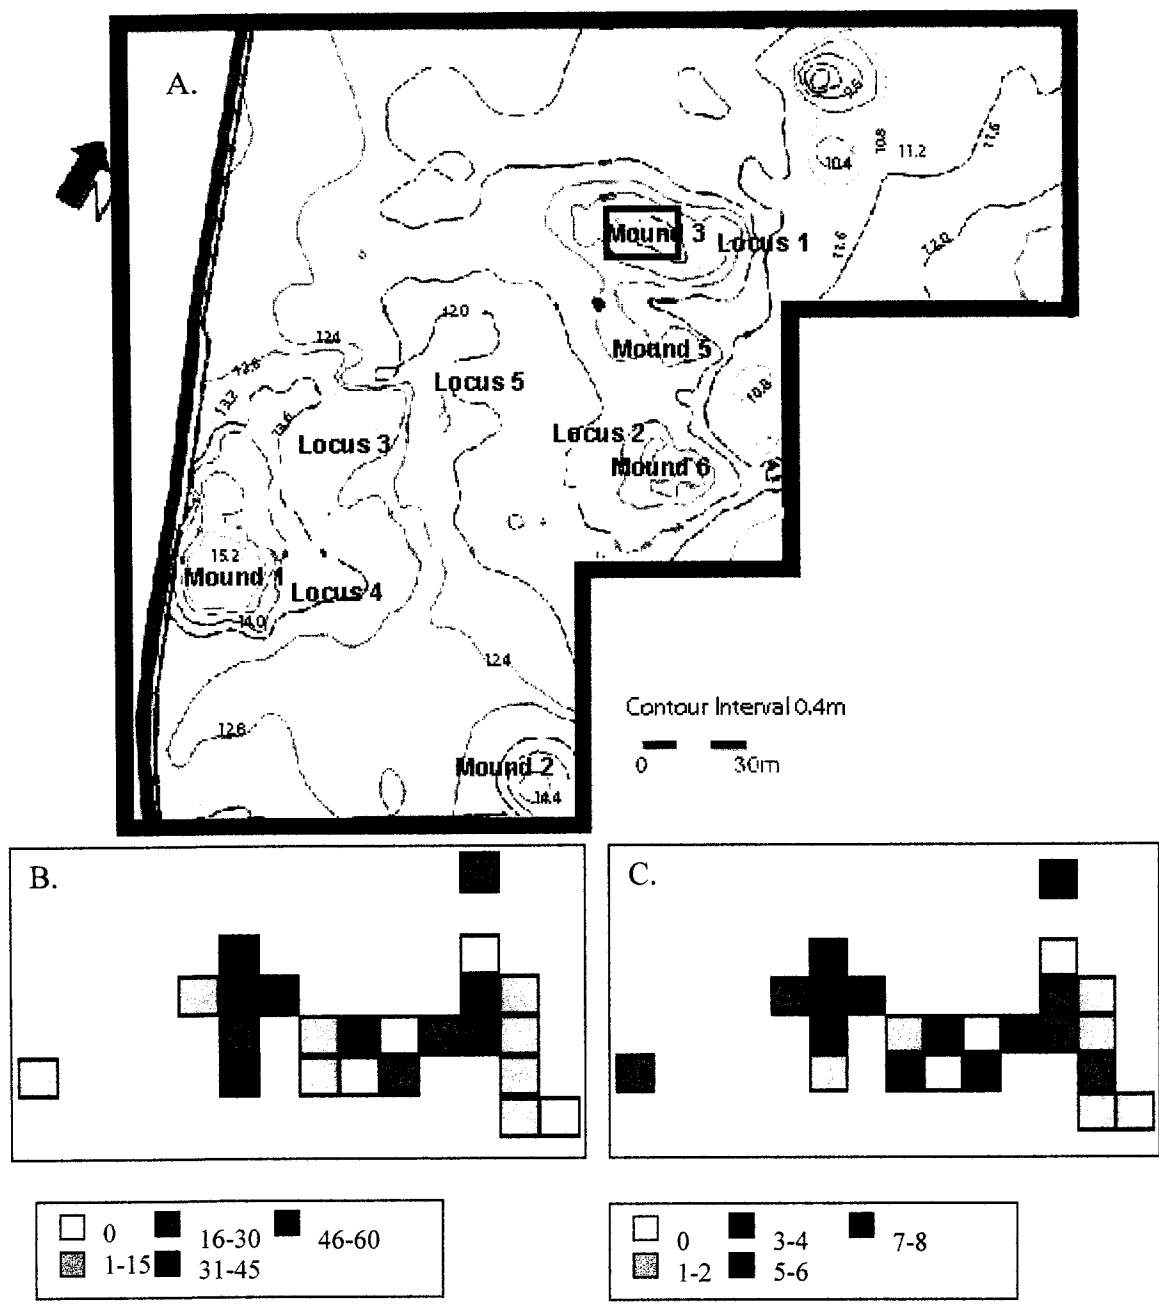 A.
9.6
10.8
11.2
11.6
10.4
Mound 3
Locus 1
11.6
12.0
12.0
12.4
Mound 5
12.8
Locus 5
10.8
13.2
13.6
Locus 3
Locus 2
Mound 6
15.2
Mound 1
Locus 4
14.0
12.4
Contour Interval 0.4m
12.8
0 30m
Mound 2
14.4
B.
C.
0 16-30 46-60
1-15 31-45
0 3-4 7-8
1-2 5-6